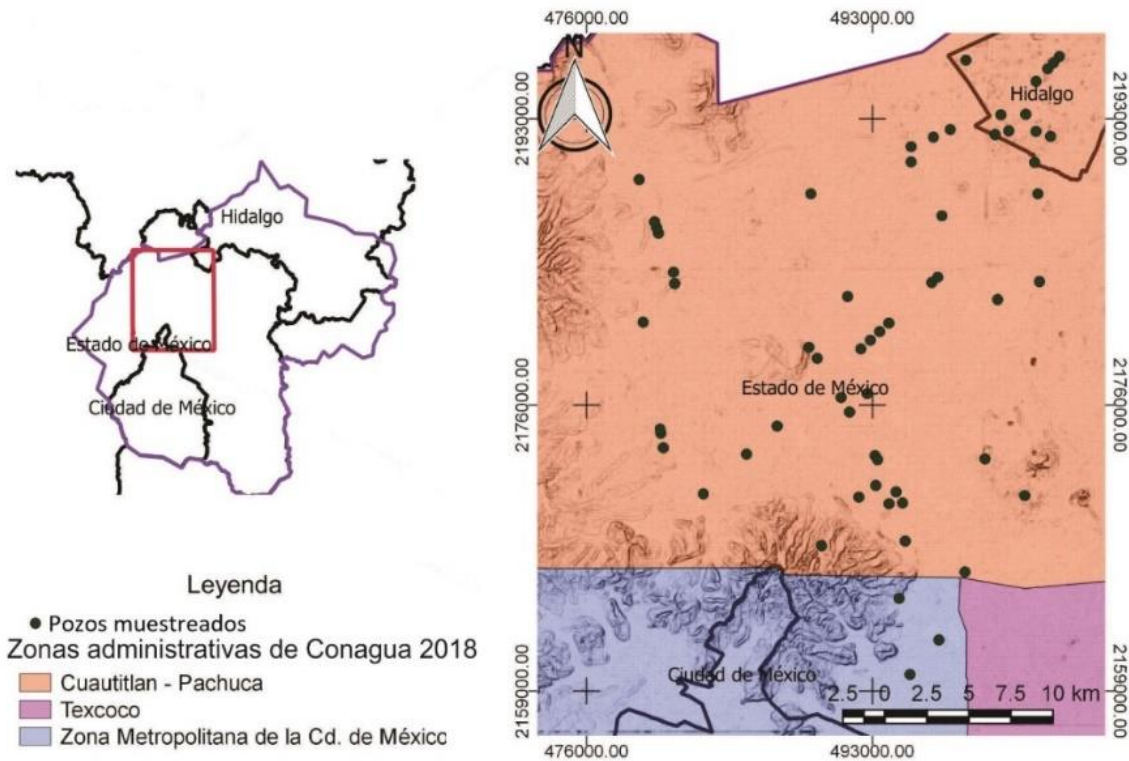 Hidalgo
Estado de México
Ciudad de México
Leyenda
Pozos muestreados
Zonas administrativas de Conagua 2018
Cuautitlan - Pachuca
Texcoco
Zona Metropolitana de la Cd. de México
476000.00 493000.00
N
Hidalgo
2193000.00 2193000.00
Estado de México
2176000.00 2176000.00
Ciudad de México
2.5 0 2.5 5 7.5 10 km
2159000.00 2159000.00
476000.00 493000.00